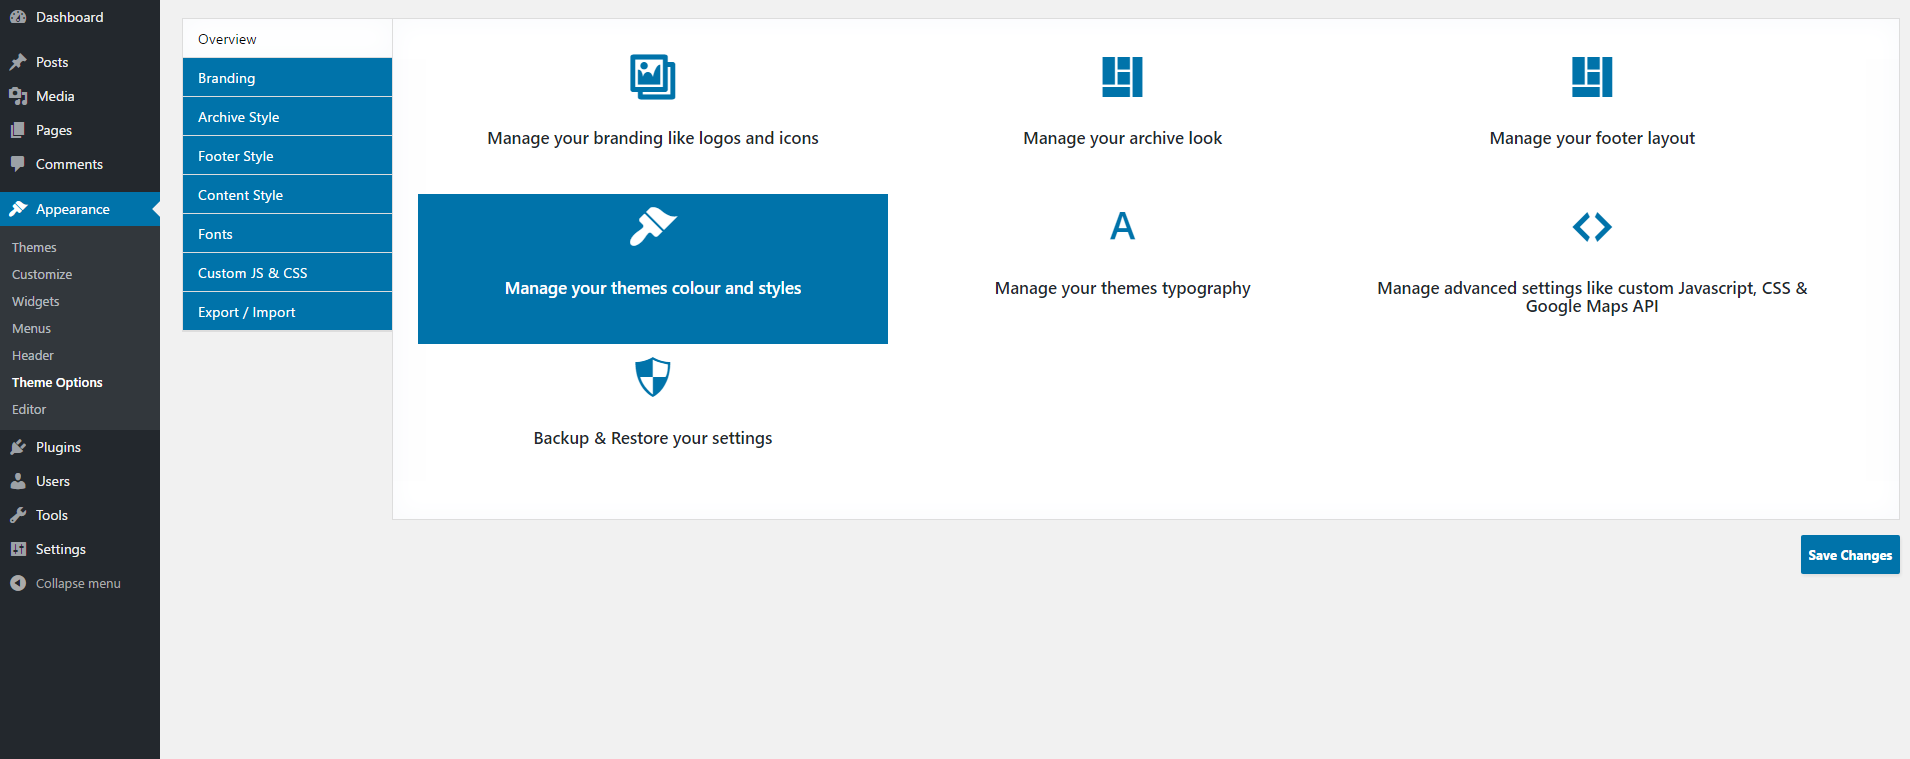 Dashboard
Posts
Media
Pages
Comments
Appearance
Themes
Customize
Widgets
Menus
Header
Theme Options
Editor
Plugins
Users
Tools
Settings
Collapse menu
Overview
Branding
Archive Style
Footer Style
Content Style
Fonts
Custom JS & CSS
Export / Import
Manage your branding like logos and icons
Manage your archive look
Manage your footer layout
Manage your themes colour and styles
A
Manage your themes typography
Manage advanced settings like custom Javascript, CSS &
Google Maps API
Backup & Restore your settings
Save Changes